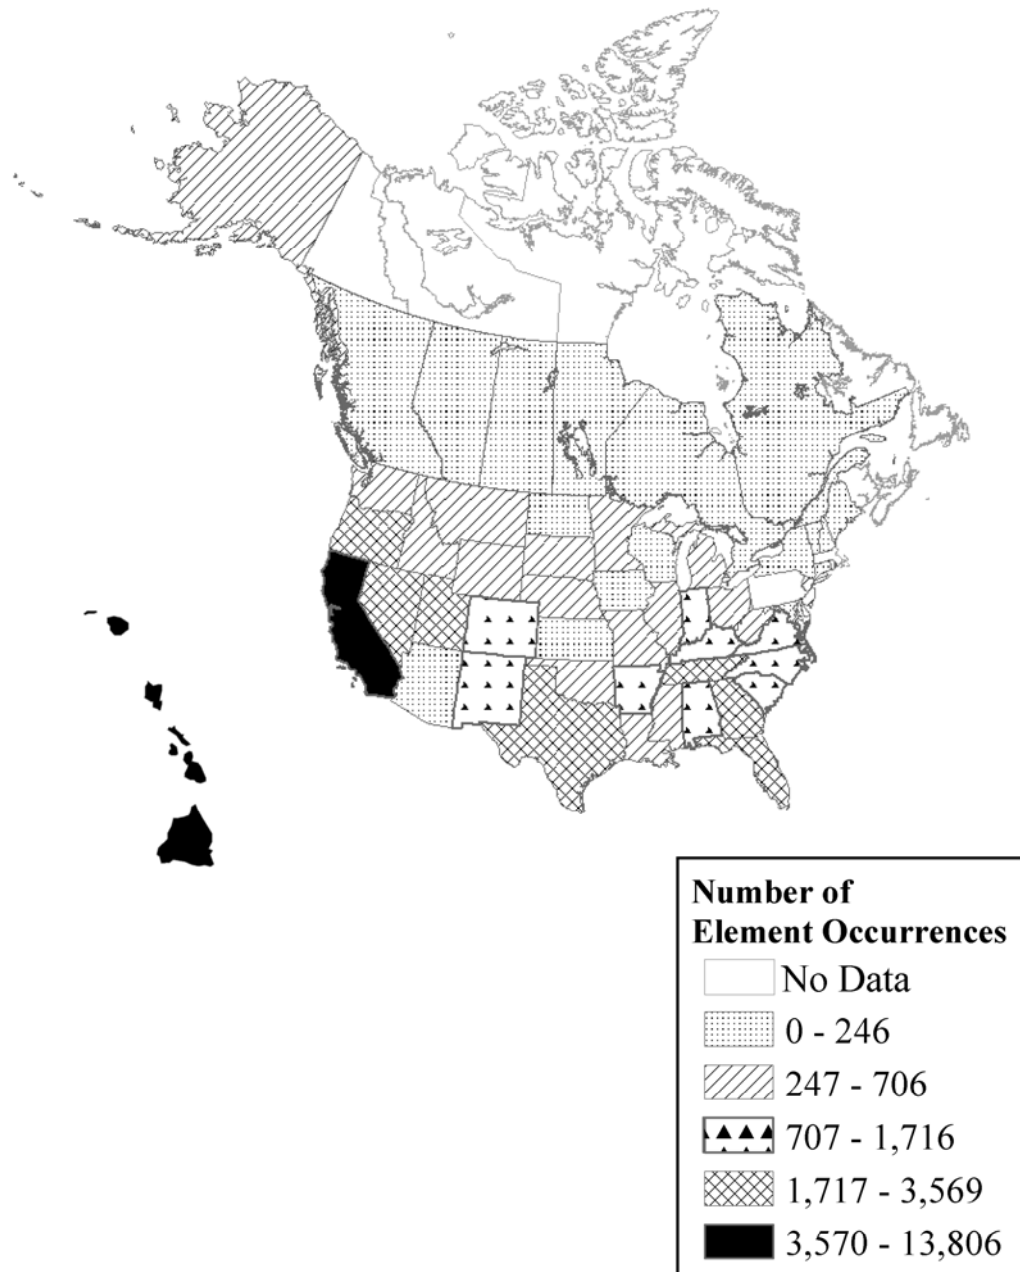 Number of
Element Occurrences
No Data
0 - 246
247 - 706
707 - 1,716
1,717 - 3,569
3,570 - 13,806